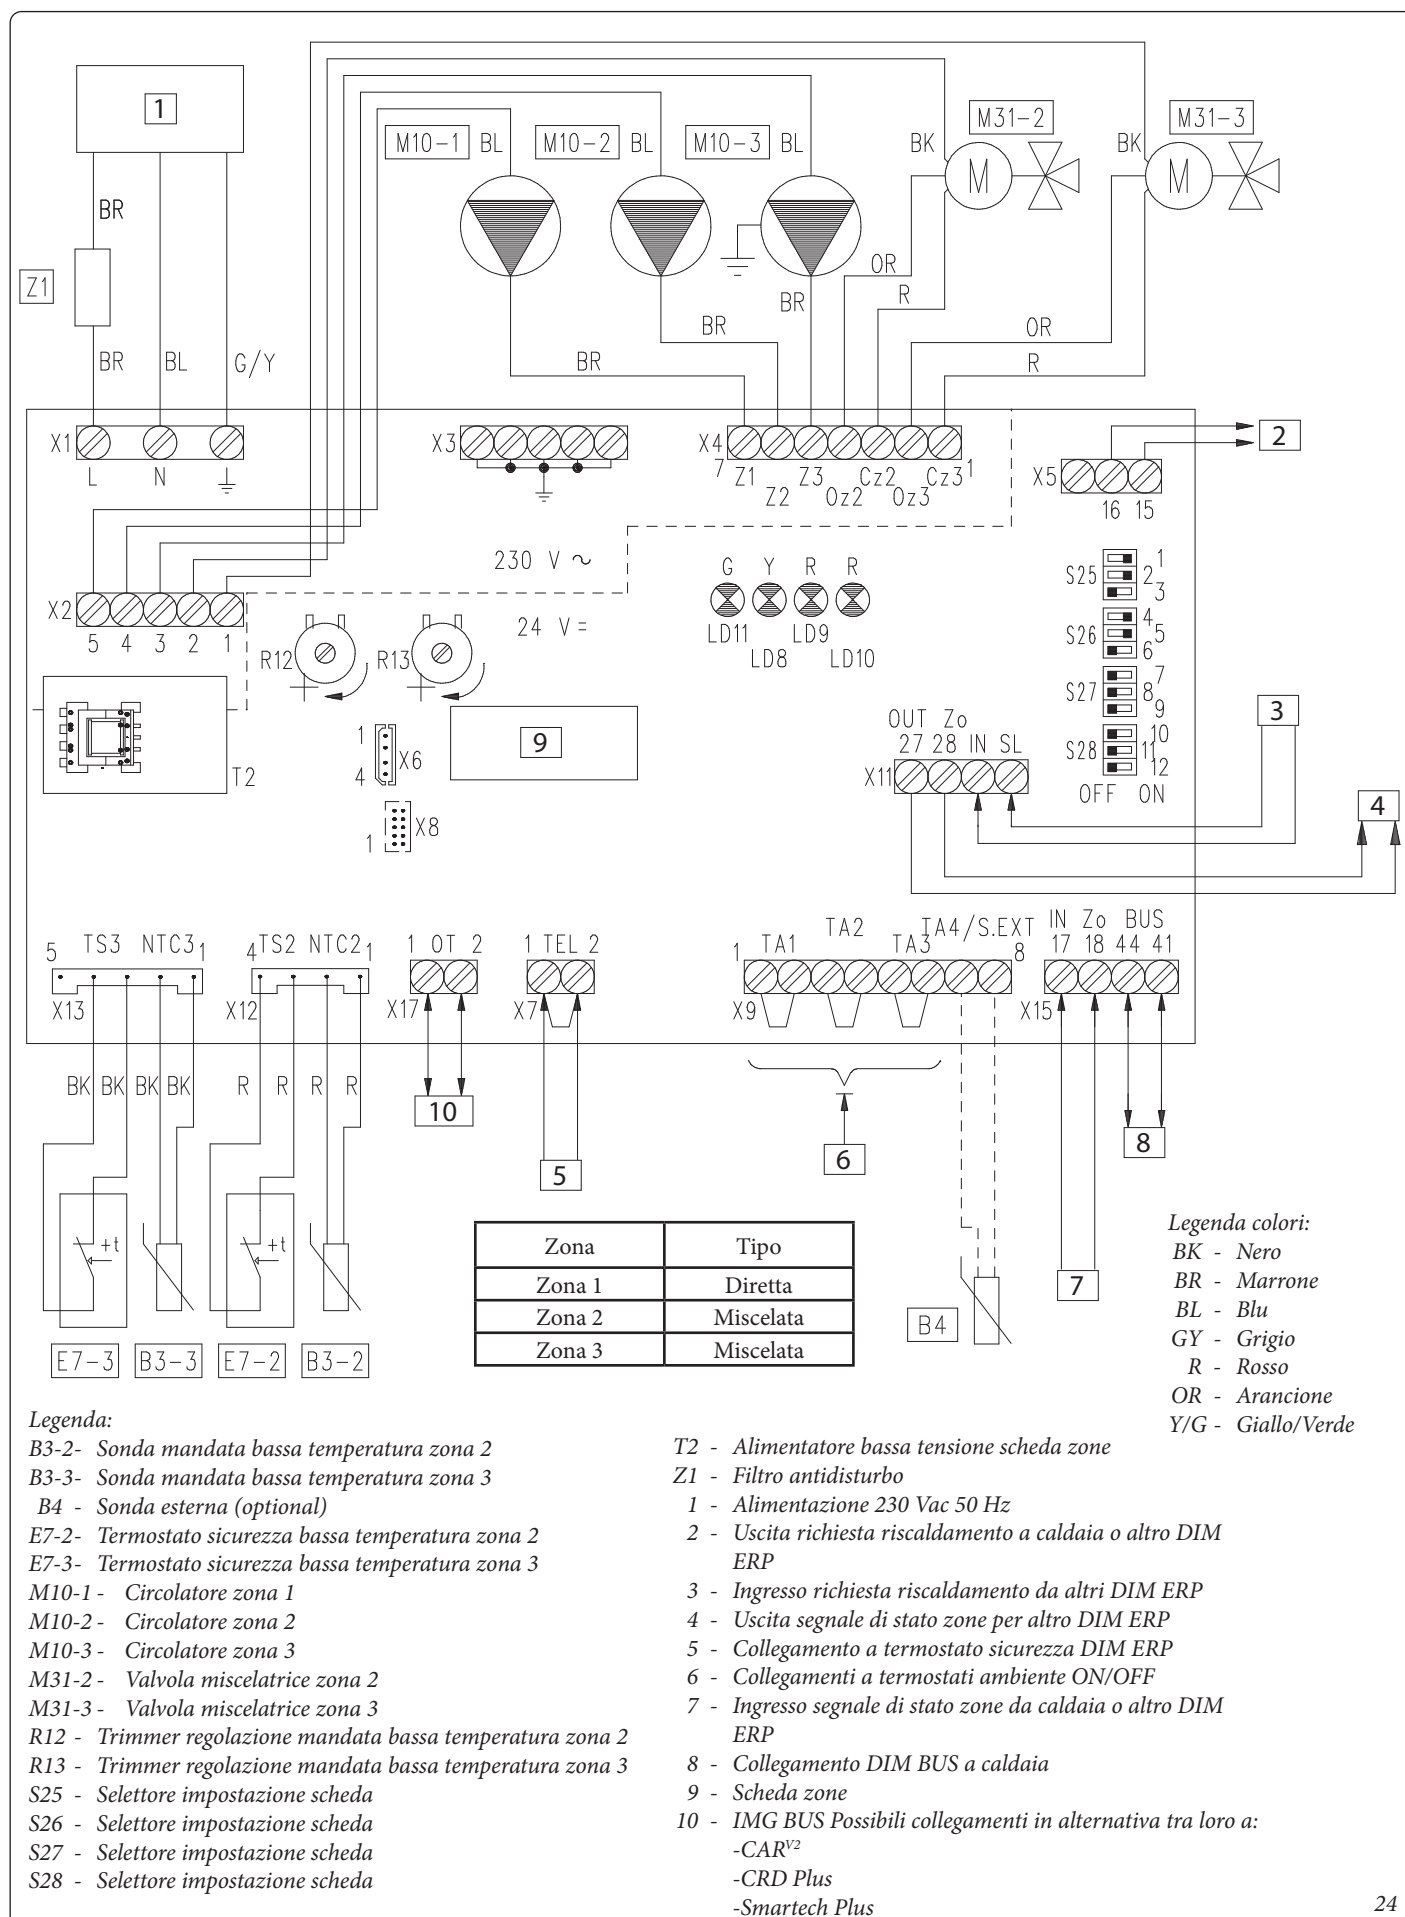 1
M10-1 BL M10-2 BL M10-3 BL BK M31-2 BK M31-3
M M
BR
Z1
OR
R
BR
BR
OR
BR
R
BR BL G/Y
X1 X3 X4 2
L N 7 Z1 Z3 Cz2 Cz3 1 X5
Z2 Oz2 Oz3
16 15
230 V ~
G Y R R
S25 1
2
3
X2
24 V =
LD11 LD9
LD8 LD10
S26 4
5
6
5 4 3 2 1
R12 R13
S27 7
8
9
3
OUT Zo
27 28 IN SL
S28 10
11
12
9
1 X6
4
T2
X11
OFF ON
4
X8
1
5 TS3 NTC3 1 4 TS2 NTC2 1 1 OT 2 1 TEL 2 1 TA1 TA2 TA3 TA4/S.EXT 8 IN Zo BUS
17 18 44 41
X13 X12 X17 X7 X9 X15
BK BK BK BK R R R R
10 5 6 8
+t +t
7
B4
E7-3 B3-3 E7-2 B3-2
Zona Tipo
Zona 1 Diretta
Zona 2 Miscelata
Zona 3 Miscelata
Legenda colori:
BK - Nero
BR - Marrone
BL - Blu
GY - Grigio
R - Rosso
OR - Arancione
Y/G - Giallo/Verde
Legenda:
B3-2- Sonda mandata bassa temperatura zona 2
B3-3- Sonda mandata bassa temperatura zona 3
B4 - Sonda esterna (optional)
E7-2- Termostato sicurezza bassa temperatura zona 2
E7-3- Termostato sicurezza bassa temperatura zona 3
M10-1 - Circolatore zona 1
M10-2 - Circolatore zona 2
M10-3 - Circolatore zona 3
M31-2 - Valvola miscelatrice zona 2
M31-3 - Valvola miscelatrice zona 3
R12 - Trimmer regolazione mandata bassa temperatura zona 2
R13 - Trimmer regolazione mandata bassa temperatura zona 3
S25 - Selettore impostazione scheda
S26 - Selettore impostazione scheda
S27 - Selettore impostazione scheda
S28 - Selettore impostazione scheda
T2 - Alimentatore bassa tensione scheda zone
Z1 - Filtro antidisturbo
1 - Alimentazione 230 Vac 50 Hz
2 - Uscita richiesta riscaldamento a caldaia o altro DIM
ERP
3 - Ingresso richiesta riscaldamento da altri DIM ERP
4 - Uscita segnale di stato zone per altro DIM ERP
5 - Collegamento a termostato sicurezza DIM ERP
6 - Collegamenti a termostati ambiente ON/OFF
7 - Ingresso segnale di stato zone da caldaia o altro DIM
ERP
8 - Collegamento DIM BUS a caldaia
9 - Scheda zone
10 - IMG BUS Possibili collegamenti in alternativa tra loro a:
-CARV2
-CRD Plus
-Smartech Plus
24